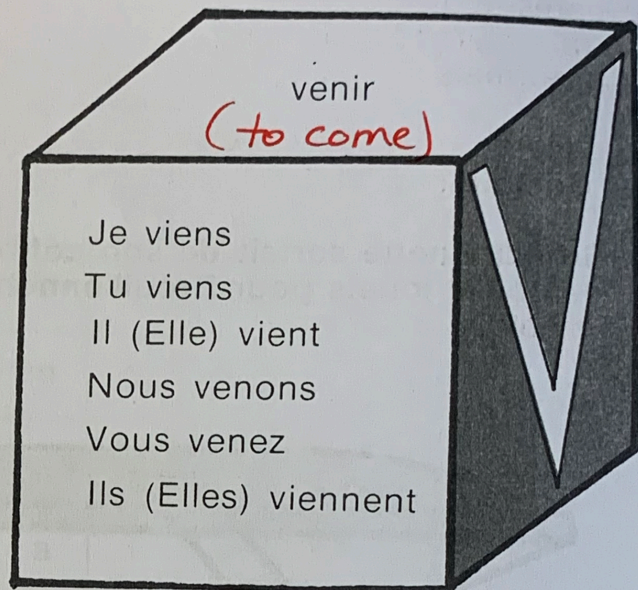 venir
(to come)
Je viens
Tu viens
Il (Elle) vient
Nous venons
Vous venez
Ils (Elles) viennent
V